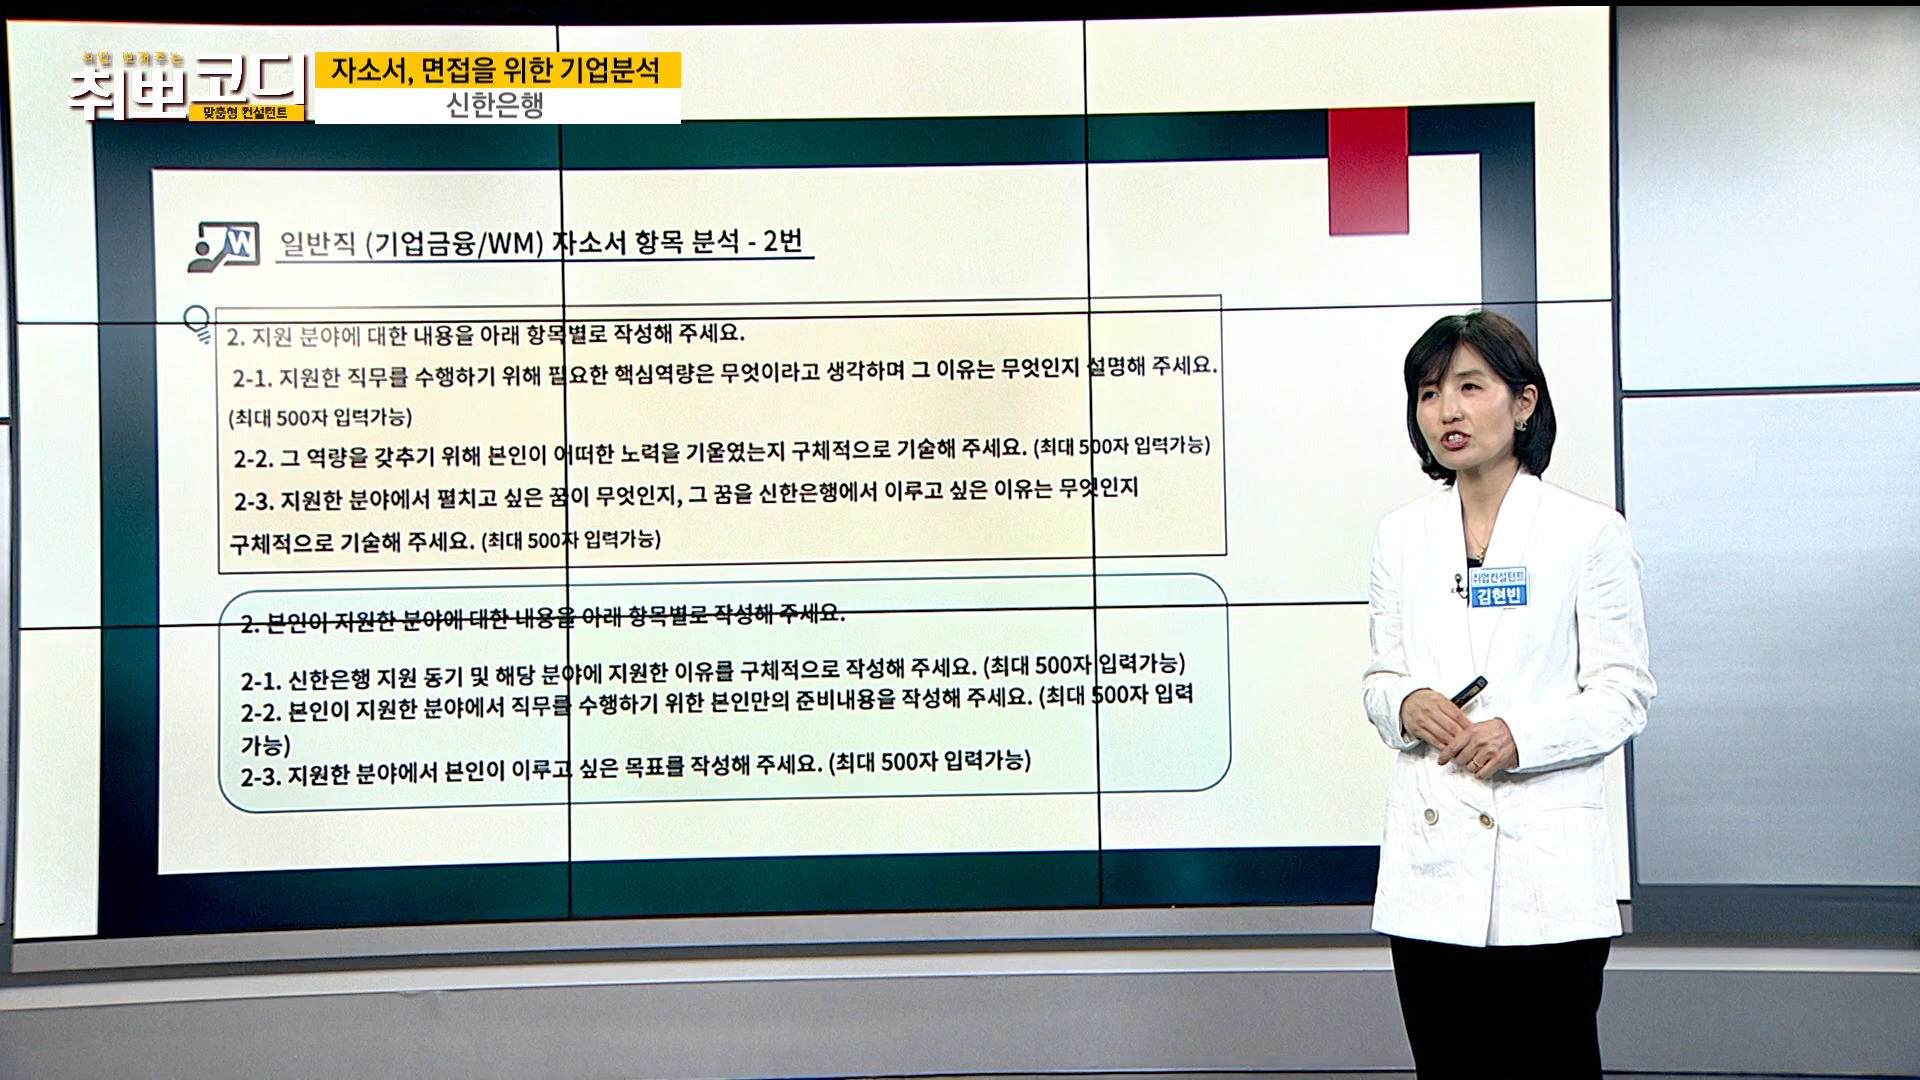 취업 뽀개주는
취뽀코디
맞춤형 컨설턴트
자소서, 면접을 위한 기업분석
신한은행
W
일반직 (기업금융/WM) 자소서 항목 분석 - 2번
2. 지원 분야에 대한 내용을 아래 항목별로 작성해 주세요.
2-1. 지원한 직무를 수행하기 위해 필요한 핵심역량은 무엇이라고 생각하며 그 이유는 무엇인지 설명해 주세요.
(최대 500자 입력가능)
2-2. 그 역량을 갖추기 위해 본인이 어떠한 노력을 기울였는지 구체적으로 기술해 주세요. (최대 500자 입력가능)
2-3. 지원한 분야에서 펼치고 싶은 꿈이 무엇인지, 그 꿈을 신한은행에서 이루고 싶은 이유는 무엇인지
구체적으로 기술해 주세요. (최대 500자 입력가능)
2. 본인이 지원한 분야에 대한 내용을 아래 항목별로 작성해 주세요.
2-1. 신한은행 지원 동기 및 해당 분야에 지원한 이유를 구체적으로 작성해 주세요. (최대 500자 입력가능)
2-2. 본인이 지원한 분야에서 직무를 수행하기 위한 본인만의 준비내용을 작성해 주세요. (최대 500자 입력
가능)
2-3. 지원한 분야에서 본인이 이루고 싶은 목표를 작성해 주세요. (최대 500자 입력가능)
취업컨설턴트
김현빈